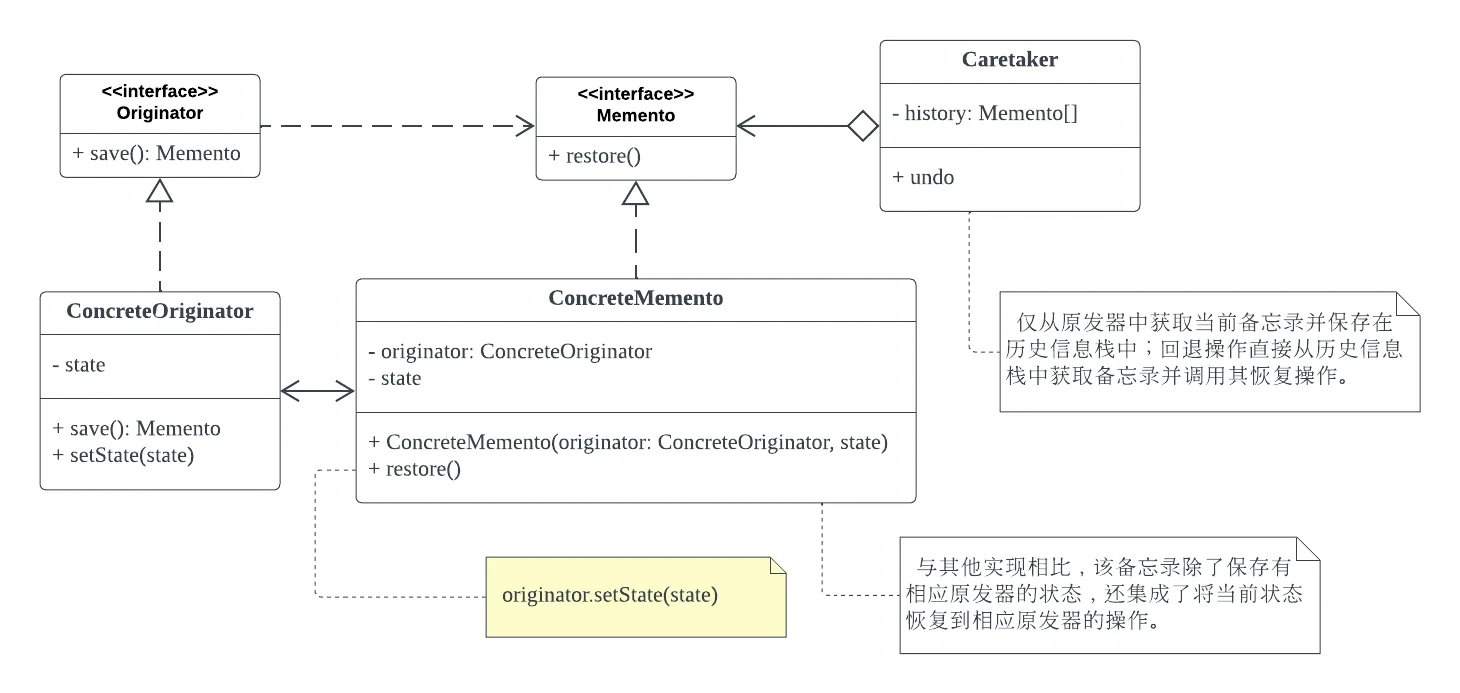 <<interface>>
Originator
+ save(): Memento
<<interface>>
Memento
+ restore()
Caretaker
- history: Memento[]
+ undo
ConcreteOriginator
- state
+ save(): Memento
+ setState(state)
ConcreteMemento
- originator: ConcreteOriginator
- state
+ ConcreteMemento(originator: ConcreteOriginator, state)
+ restore()
仅从原发器中获取当前备忘录并保存在
历史信息栈中；回退操作直接从历史信息
栈中获取备忘录并调用其恢复操作。
originator.setState(state)
与其他实现相比，该备忘录除了保存有
相应原发器的状态，还集成了将当前状态
恢复到相应原发器的操作。